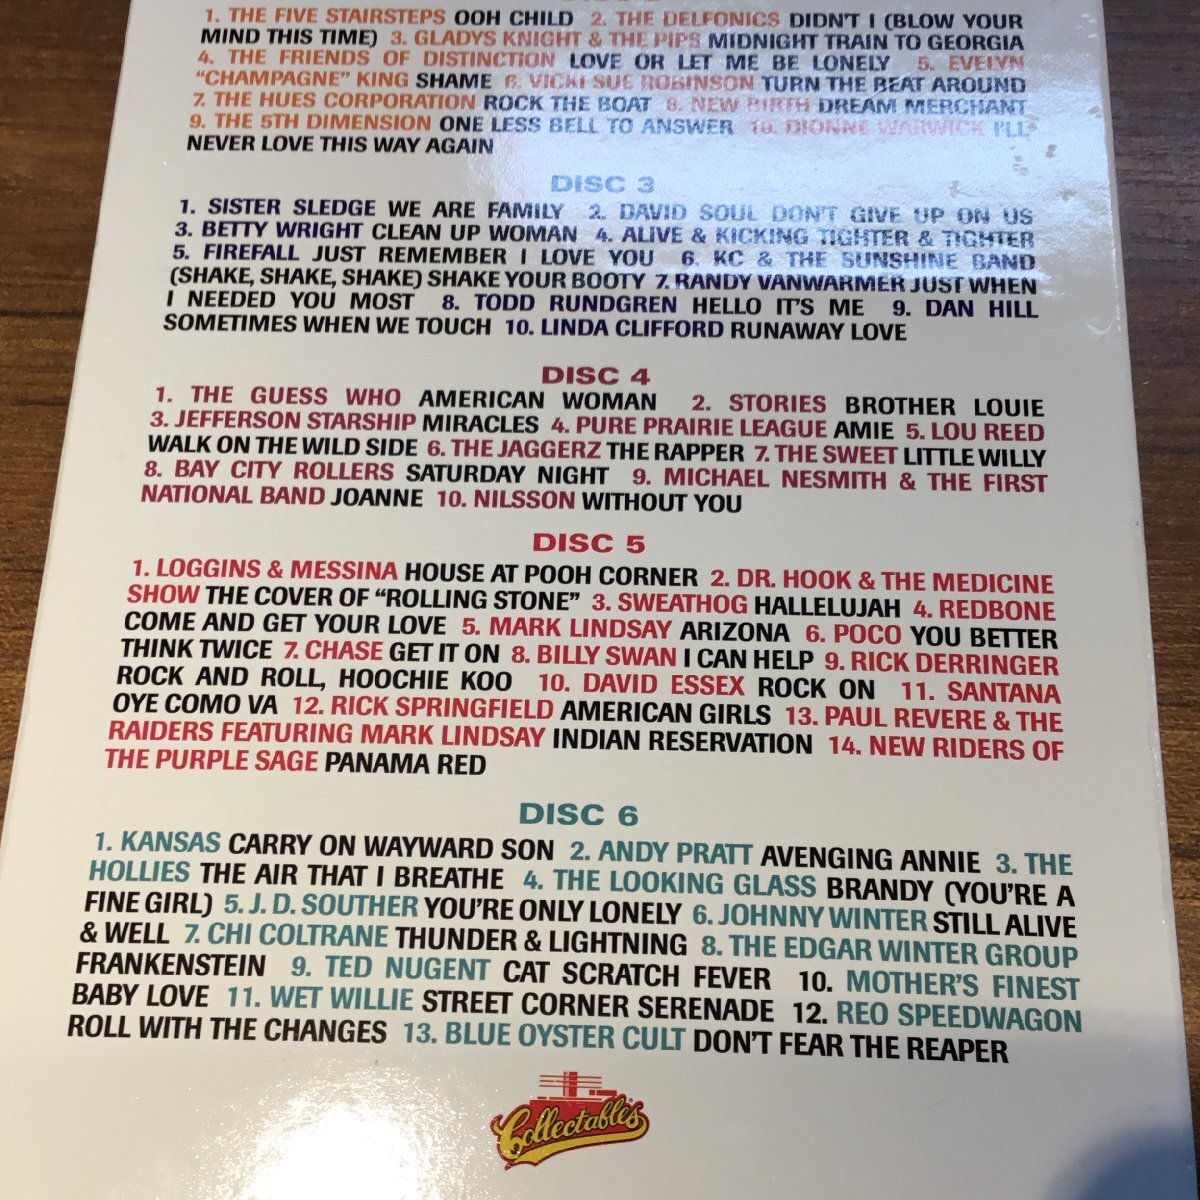 1. THE FIVE STAIRSTEPS OOH CHILD 2. THE DELFONICS DIDN'T I (BLOW YOUR
MIND THIS TIME) 3. GLADYS KNIGHT & THE PIPS MIDNIGHT TRAIN TO GEORGIA
4. THE FRIENDS OF DISTINCTION LOVE OR LET ME BE LONELY 5. EVELYN
"CHAMPAGNE" KING SHAME 6. VICKI SUE ROBINSON TURN THE BEAT AROUND
7. THE HUES CORPORATION ROCK THE BOAT 8. NEW BIRTH DREAM MERCHANT
9. THE 5TH DIMENSION ONE LESS BELL TO ANSWER 10. DIONNE WARWICK I'LL
NEVER LOVE THIS WAY AGAIN
DISC 3
1. SISTER SLEDGE WE ARE FAMILY 2. DAVID SOUL DON'T GIVE UP ON US
3. BETTY WRIGHT CLEAN UP WOMAN 4. ALIVE & KICKING TIGHTER & TIGHTER
5. FIREFALL JUST REMEMBER I LOVE YOU 6. KC & THE SUNSHINE BAND
(SHAKE, SHAKE, SHAKE) SHAKE YOUR BOOTY 7. RANDY VANWARMER JUST WHEN
I NEEDED YOU MOST 8. TODD RUNDGREN HELLO IT'S ME 9. DAN HILL
SOMETIMES WHEN WE TOUCH 10. LINDA CLIFFORD RUNAWAY LOVE
DISC 4
1. THE GUESS WHO AMERICAN WOMAN 2. STORIES BROTHER LOUIE
3. JEFFERSON STARSHIP MIRACLES 4. PURE PRAIRIE LEAGUE AMIE 5. LOU REED
WALK ON THE WILD SIDE 6. THE JAGGERZ THE RAPPER 7. THE SWEET LITTLE WILLY
8. BAY CITY ROLLERS SATURDAY NIGHT 9. MICHAEL NESMITH & THE FIRST
NATIONAL BAND JOANNE 10. NILSSON WITHOUT YOU
DISC 5
1. LOGGINS & MESSINA HOUSE AT POOH CORNER 2. DR. HOOK & THE MEDICINE
SHOW THE COVER OF "ROLLING STONE" 3. SWEATHOG HALLELUJAH 4. REDBONE
COME AND GET YOUR LOVE 5. MARK LINDSAY ARIZONA 6. POCO YOU BETTER
THINK TWICE 7. CHASE GET IT ON 8. BILLY SWAN I CAN HELP 9. RICK DERRINGER
ROCK AND ROLL, HOOCHIE KOO 10. DAVID ESSEX ROCK ON 11. SANTANA
OYE COMO VA 12. RICK SPRINGFIELD AMERICAN GIRLS 13. PAUL REVERE & THE
RAIDERS FEATURING MARK LINDSAY INDIAN RESERVATION 14. NEW RIDERS OF
THE PURPLE SAGE PANAMA RED
DISC 6
1. KANSAS CARRY ON WAYWARD SON 2. ANDY PRATT AVENGING ANNIE 3. THE
HOLLIES THE AIR THAT I BREATHE 4. THE LOOKING GLASS BRANDY (YOU'RE A
FINE GIRL) 5. J. D. SOUTHER YOU'RE ONLY LONELY 6. JOHNNY WINTER STILL ALIVE
& WELL 7. CHI COLTRANE THUNDER & LIGHTNING 8. THE EDGAR WINTER GROUP
FRANKENSTEIN 9. TED NUGENT CAT SCRATCH FEVER 10. MOTHER'S FINEST
BABY LOVE 11. WET WILLIE STREET CORNER SERENADE 12. REO SPEEDWAGON
ROLL WITH THE CHANGES 13. BLUE OYSTER CULT DON'T FEAR THE REAPER
Collectables